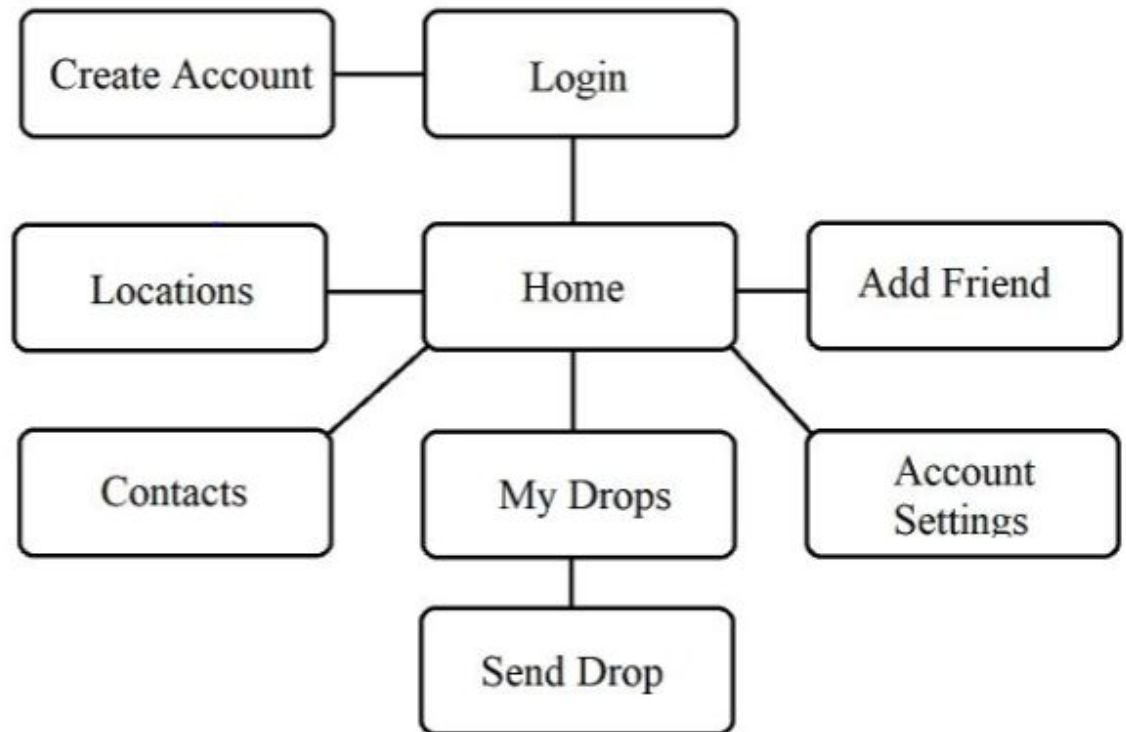 Create Account
Login
Locations
Home
Add Friend
Contacts
My Drops
Account
Settings
Send Drop